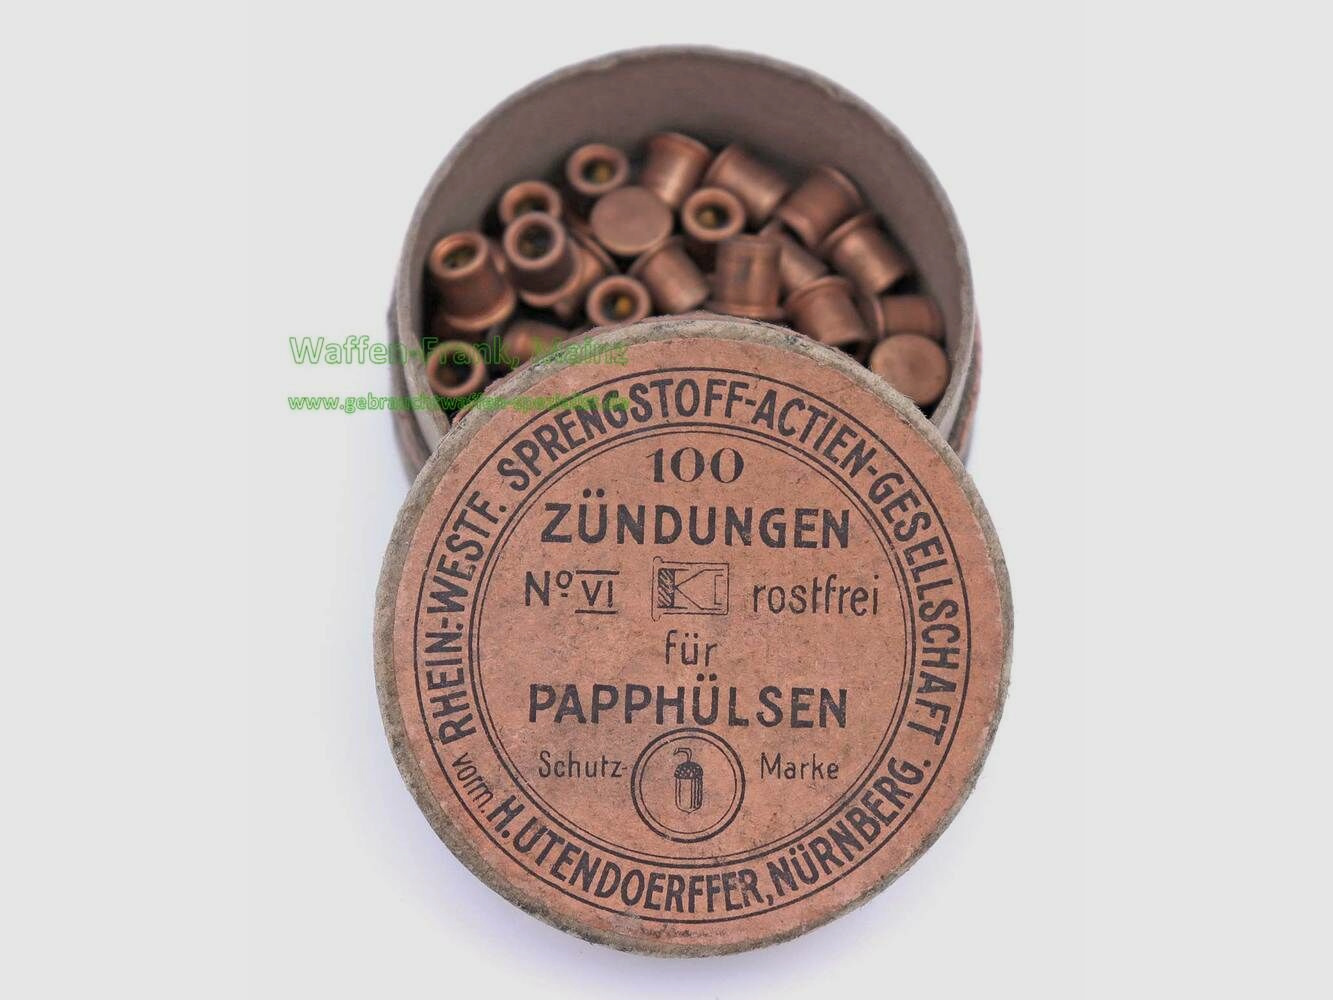 Waffen-Frank, Mainz
www.gebrauchtwaffen-spezialist.de
RHEIN.-WESTF. SPRENGSTOFF-ACTIEN-GESELLSCHAFT
vorm. H. UTENDOERFFER, NÜRNBERG.
100
ZÜNDUNGEN
Nº VI rostfrei
für
PAPPHÜLSEN
Schutz- Marke